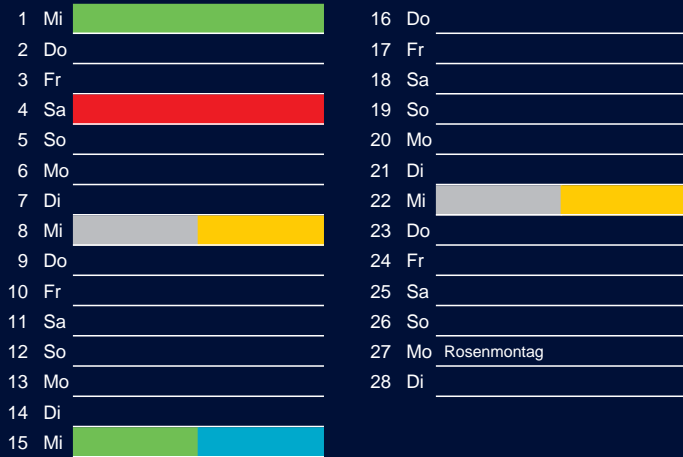 1 Mi
2 Do
3 Fr
4 Sa
5 So
6 Mo
7 Di
8 Mi
9 Do
10 Fr
11 Sa
12 So
13 Mo
14 Di
15 Mi
16 Do
17 Fr
18 Sa
19 So
20 Mo
21 Di
22 Mi
23 Do
24 Fr
25 Sa
26 So
27 Mo Rosenmontag
28 Di